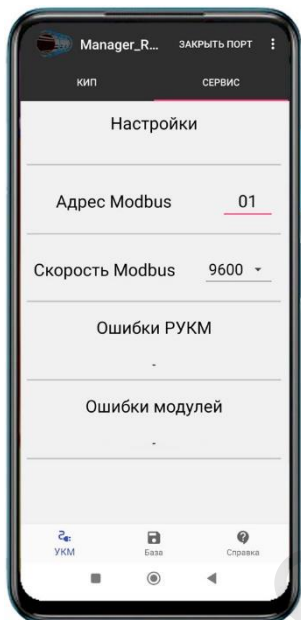 Manager_R... ЗАКРЫТЬ ПОРТ
КИП СЕРВИС
Настройки
Адрес Modbus 01
Скорость Modbus 9600
Ошибки РУКМ
-
Ошибки модулей
-
УКМ База Справка